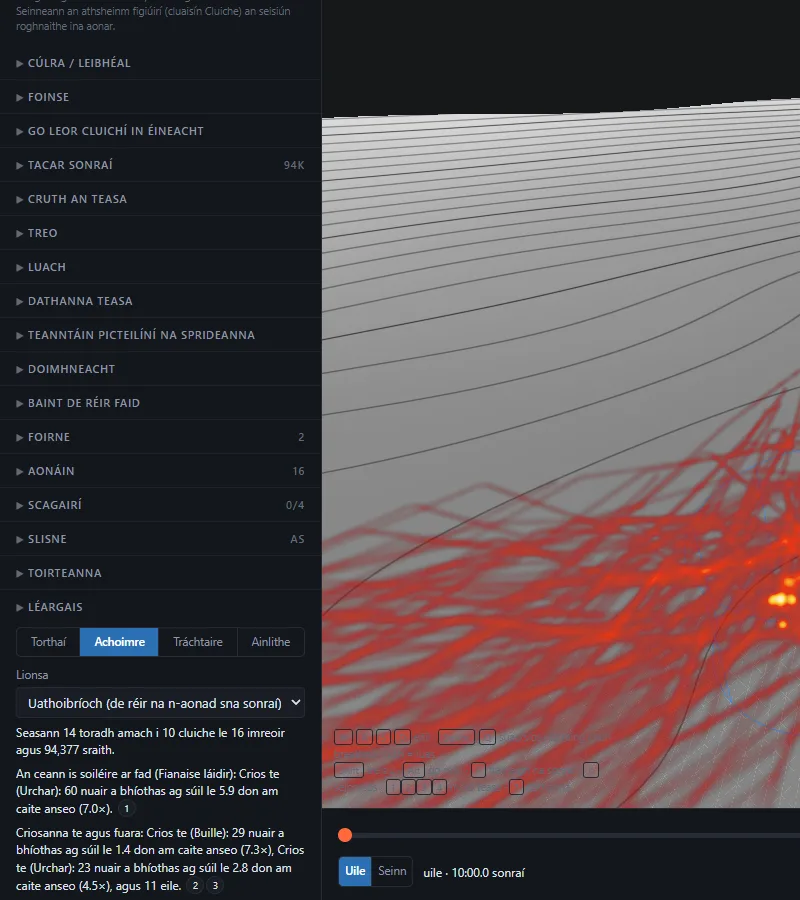 Seinneann an athsheinm figiúirí (cluaisín Cluiche) an seisiún
roghnaithe ina aonar.
CÚLRA / LEIBHÉAL
FOINSE
GO LEOR CLUICHÍ IN ÉINEACHT
TACAR SONRAÍ 94K
CRUTH AN TEASA
TREO
LUACH
DATHANNA TEASA
TEANNTÁIN PICTEILÍNÍ NA SPRIDEANNA
DOIMHNEACHT
BAINT DE RÉIR FAID
FOIRNE 2
AONÁIN 16
SCAGAIRÍ 0/4
SLISNE AS
TOIRTEANNA
LÉARGAIS
Torthaí Achoimre Tráchtaire Ainlithe
Lionsa
Uathoibríoch (de réir na n-aonad sna sonraí)
Seasann 14 toradh amach i 10 cluiche le 16 imreoir
agus 94,377 sraith.
An ceann is soiléire ar fad (Fianaise láidir): Crios te
(Urchar): 60 nuair a bhíothas ag súil le 5.9 don am
caite anseo (7.0×). 1
Criosanna te agus fuara: Crios te (Buille): 29 nuair a
bhíothas ag súil le 1.4 don am caite anseo (7.3×), Crios
te (Urchar): 23 nuair a bhíothas ag súil le 2.8 don am
caite anseo (4.5×), agus 11 eile. 2 3
Uile Seinn uile · 10:00.0 sonraí